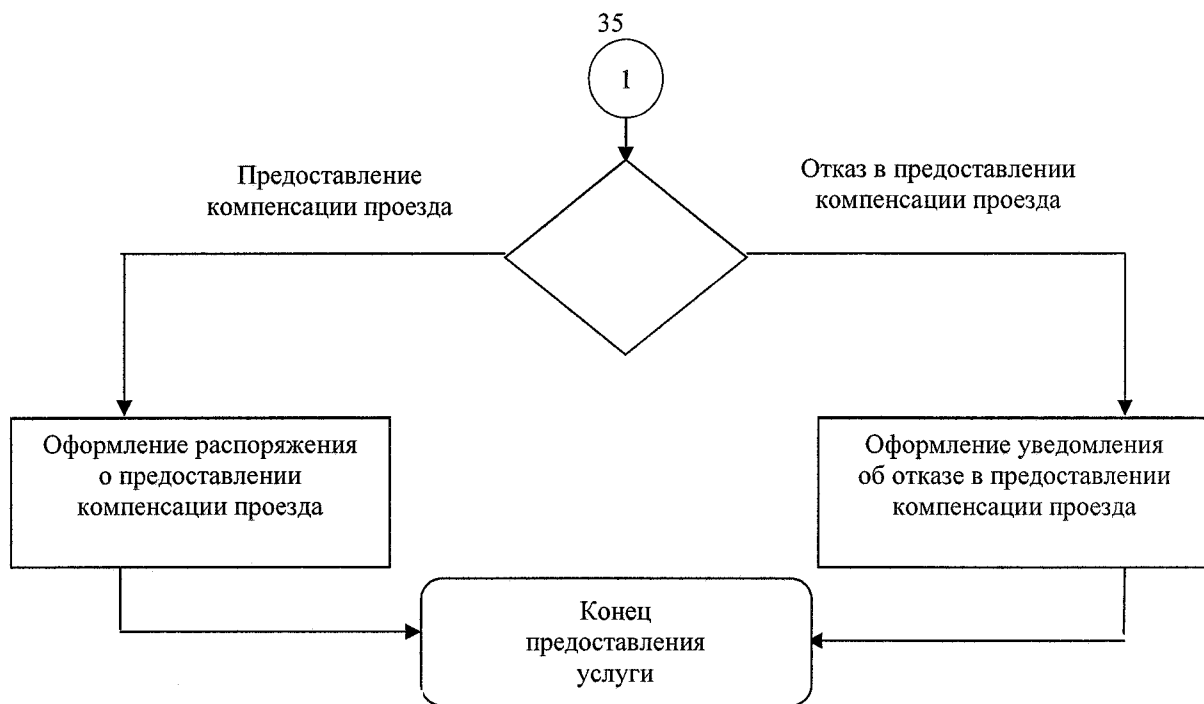 35
1
Предоставление
компенсации проезда
Отказ в предоставлении
компенсации проезда
Оформление распоряжения
о предоставлении
компенсации проезда
Оформление уведомления
об отказе в предоставлении
компенсации проезда
Конец
предоставления
услуги